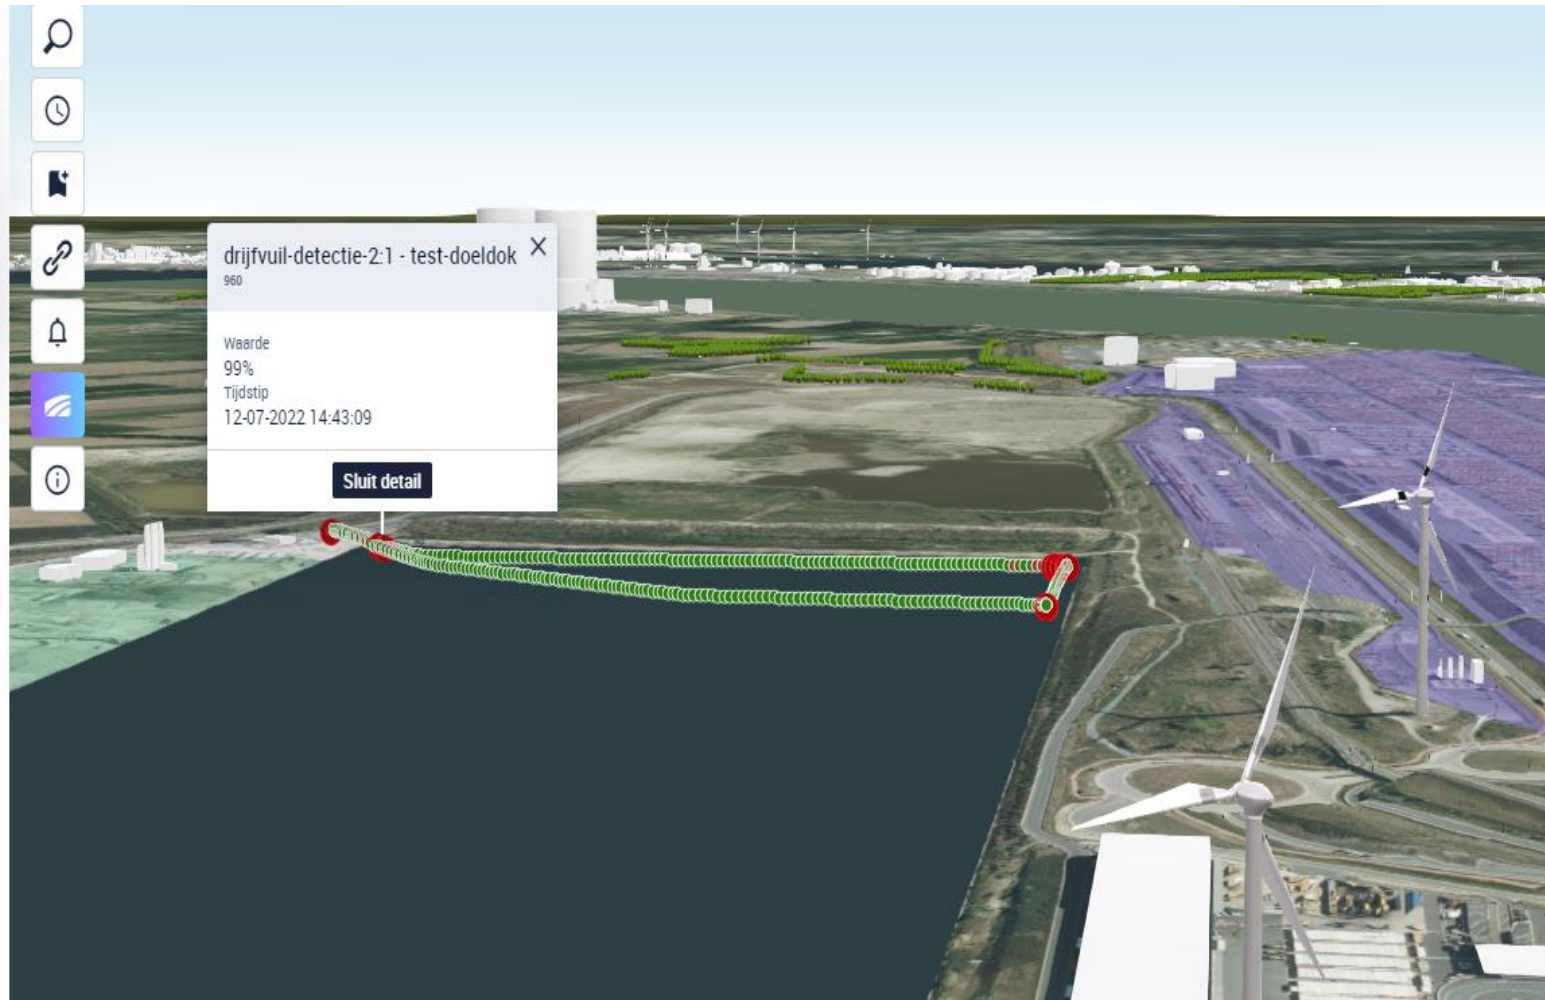 drijfvuil-detectie-2:1 - test-doeldok
960
Waarde
99%
Tijdstip
12-07-2022 14:43:09
Sluit detail